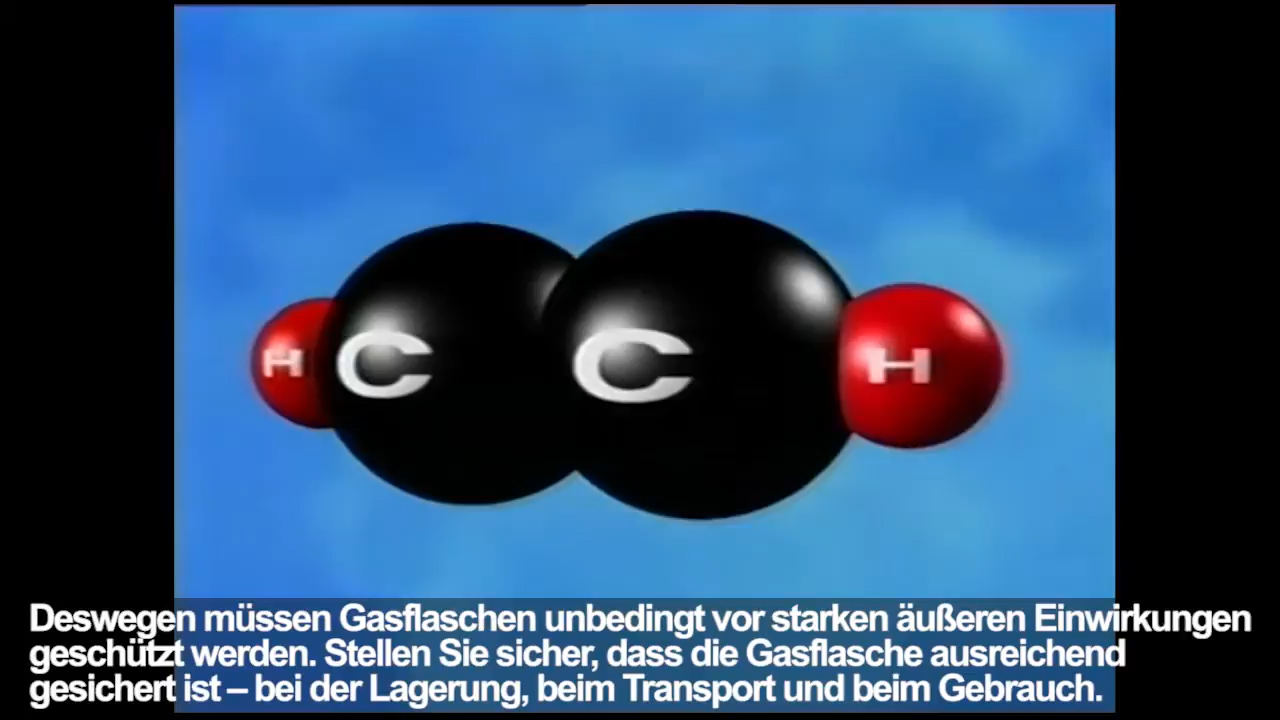 H C C H
Deswegen müssen Gasflaschen unbedingt vor starken äußeren Einwirkungen
geschützt werden. Stellen Sie sicher, dass die Gasflasche ausreichend
gesichert ist – bei der Lagerung, beim Transport und beim Gebrauch.